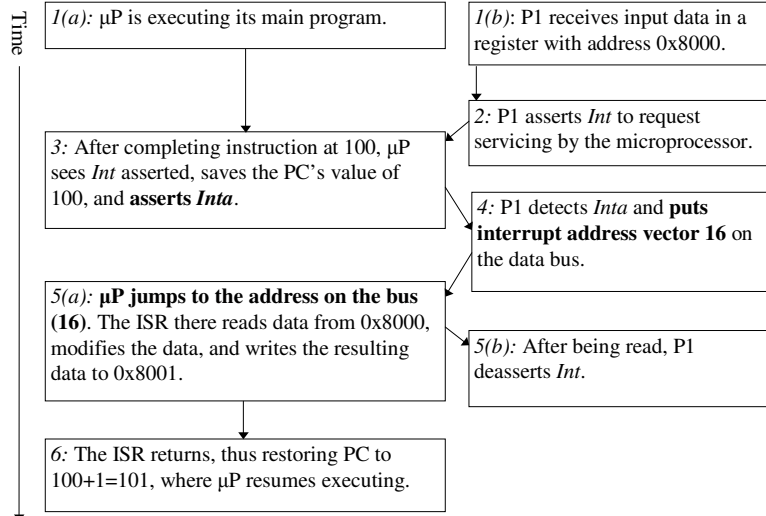 Time
1(a): μP is executing its main program.
1(b): P1 receives input data in a
register with address 0x8000.
2: P1 asserts Int to request
servicing by the microprocessor.
3: After completing instruction at 100, μP
sees Int asserted, saves the PC's value of
100, and asserts Inta.
4: P1 detects Inta and puts
interrupt address vector 16 on
the data bus.
5(a): μP jumps to the address on the bus
(16). The ISR there reads data from 0x8000,
modifies the data, and writes the resulting
data to 0x8001.
5(b): After being read, P1
deasserts Int.
6: The ISR returns, thus restoring PC to
100+1=101, where μP resumes executing.